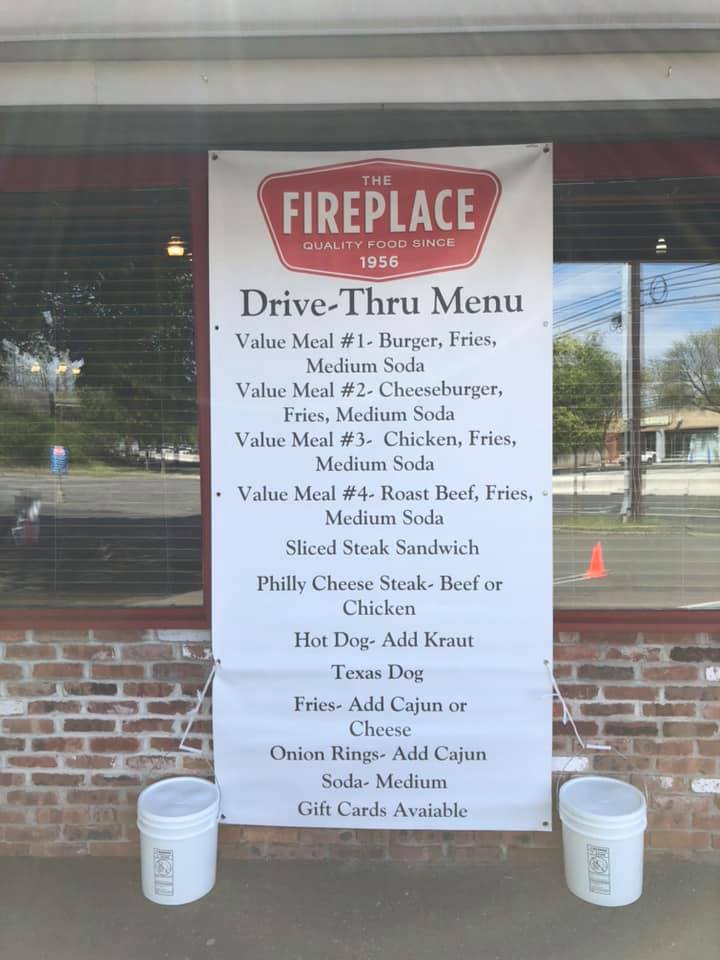 THE
FIREPLACE
QUALITY FOOD SINCE
1956
Drive-Thru Menu
Value Meal #1- Burger, Fries,
Medium Soda
Value Meal #2- Cheeseburger,
Fries, Medium Soda
Value Meal #3- Chicken, Fries,
Medium Soda
Value Meal #4- Roast Beef, Fries,
Medium Soda
Sliced Steak Sandwich
Philly Cheese Steak- Beef or
Chicken
Hot Dog- Add Kraut
Texas Dog
Fries- Add Cajun or
Cheese
Onion Rings- Add Cajun
Soda- Medium
Gift Cards Avaiable